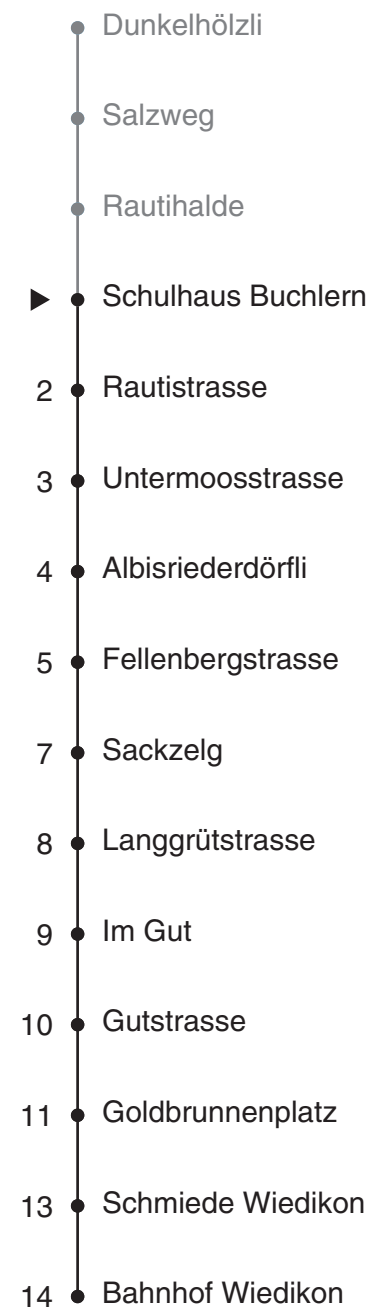 Dunkelhölzli
Salzweg
Rautihalde
Schulhaus Buchlern
2 Rautistrasse
3 Untermoosstrasse
4 Albisriederdörfli
5 Fellenbergstrasse
7 Sackzelg
8 Langgrütstrasse
9 Im Gut
10 Gutstrasse
11 Goldbrunnenplatz
13 Schmiede Wiedikon
14 Bahnhof Wiedikon